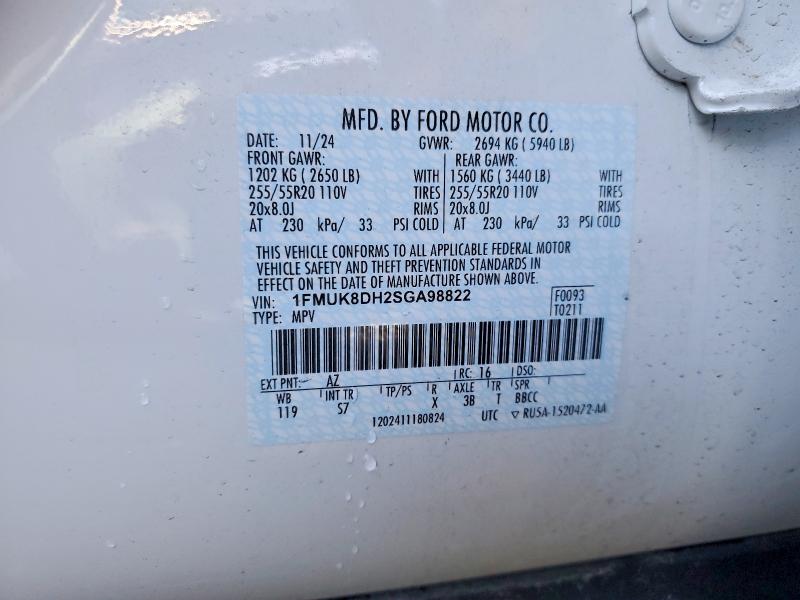 MFD. BY FORD MOTOR CO.
DATE: 11/24 GVWR: 2694 KG ( 5940 LB)
FRONT GAWR: REAR GAWR:
1202 KG ( 2650 LB) WITH 1560 KG ( 3440 LB) WITH
255/55R20 110V TIRES 255/55R20 110V TIRES
20x8.0J RIMS 20x8.0J RIMS
AT 230 kPa/ 33 PSI COLD AT 230 kPa/ 33 PSI COLD
THIS VEHICLE CONFORMS TO ALL APPLICABLE FEDERAL MOTOR
VEHICLE SAFETY AND THEFT PREVENTION STANDARDS IN
EFFECT ON THE DATE OF MANUFACTURE SHOWN ABOVE.
VIN: 1FMUK8DH2SGA98822 F0093
TYPE: MPV T0211
EXT PNT: AZ RC: 16 DSO:
WB INT TR TP/PS R AXLE TR SPR
119 S7 X 3B T BBCC
1202411180824 UTC ▽ RU5A-1520472-AA